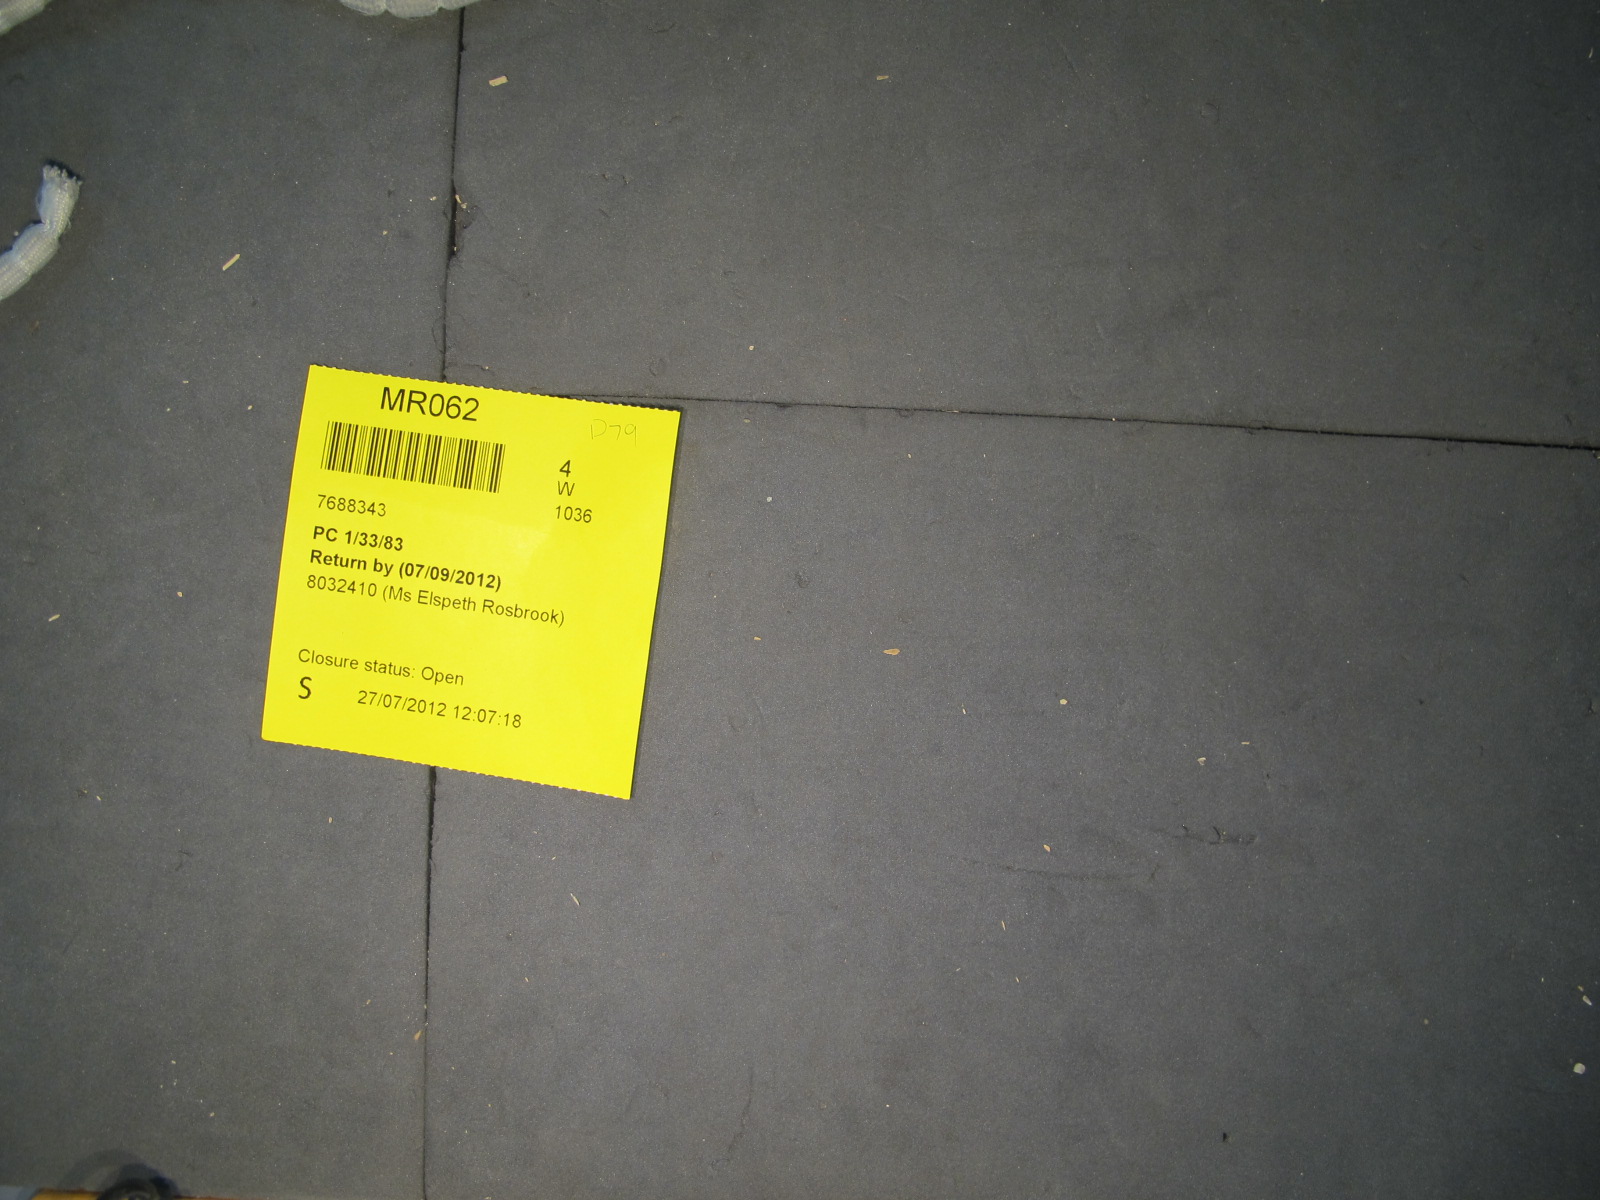 MR062
D79
4
W
7688343
1036
PC 1/33/83
Return by (07/09/2012)
8032410 (Ms Elspeth Rosbrook)
Closure status: Open
S 27/07/2012 12:07:18